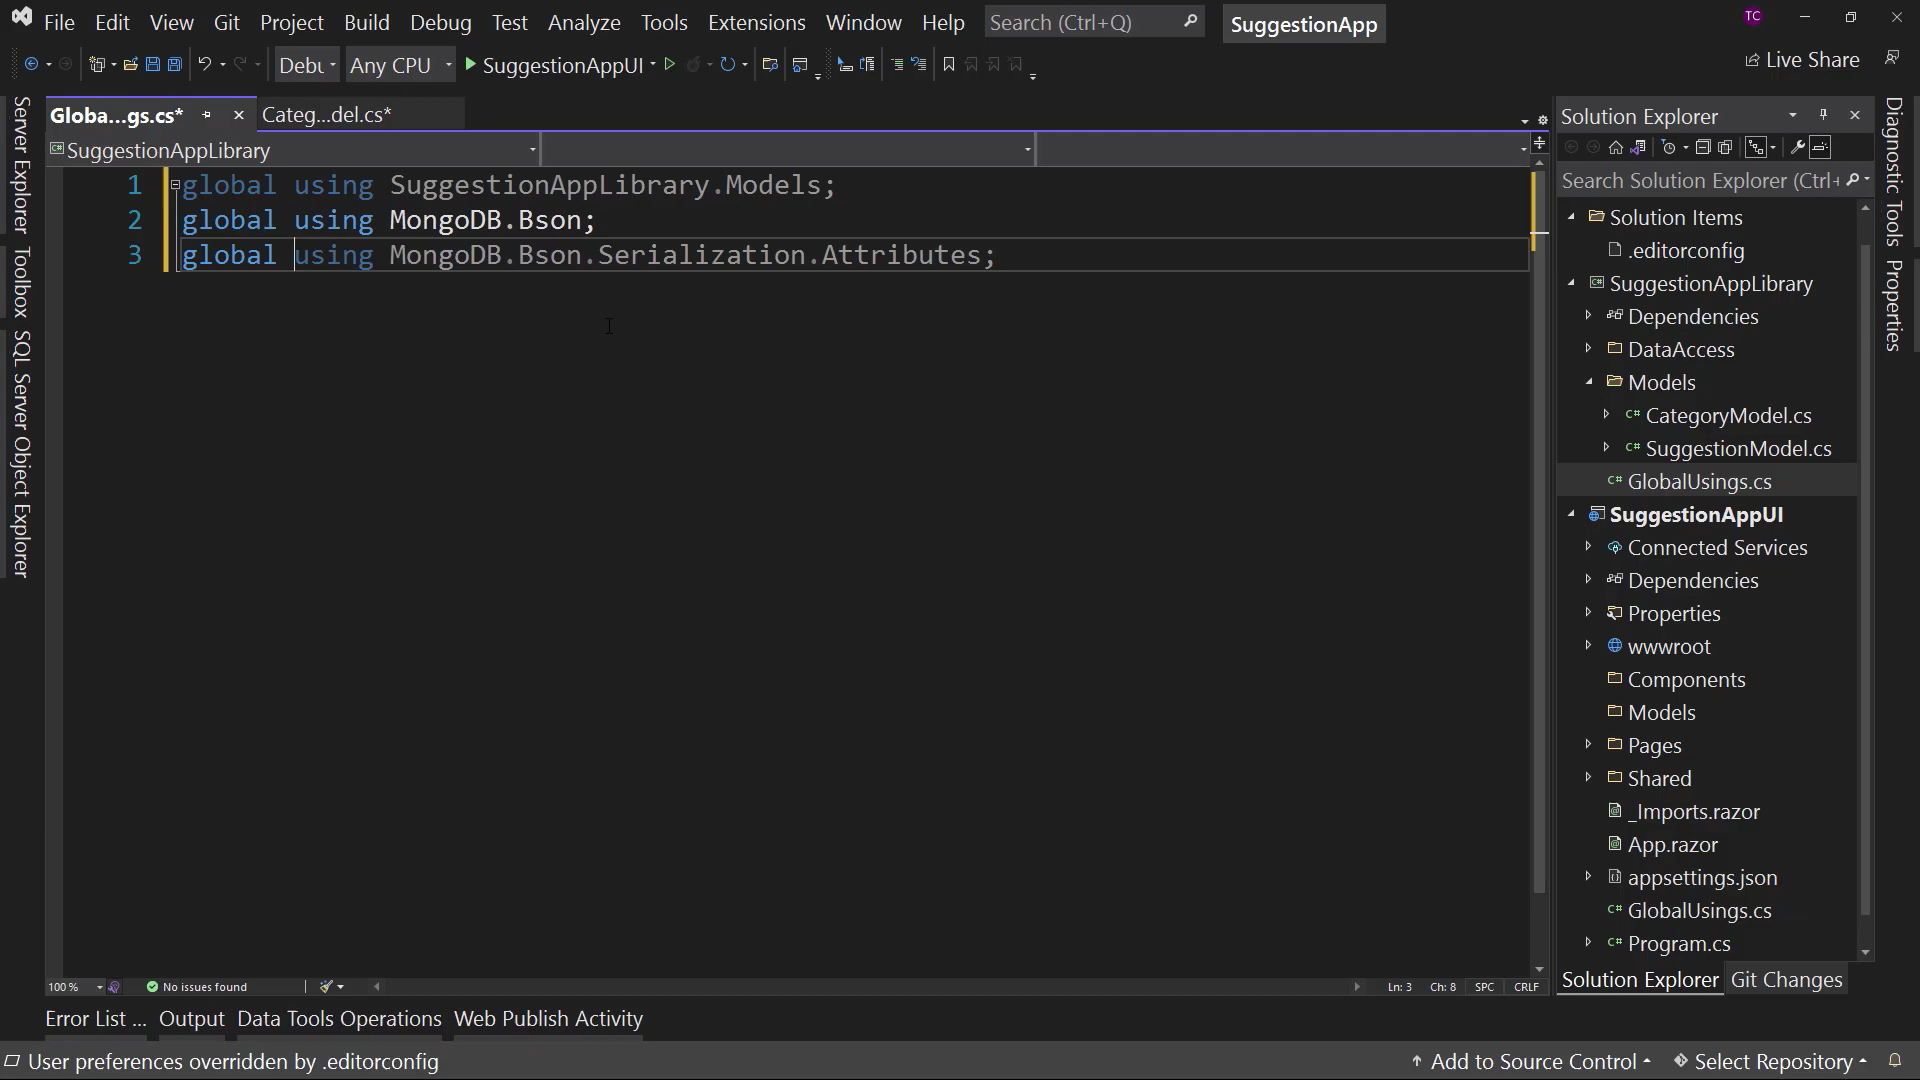 File Edit View Git Project Build Debug Test Analyze Tools Extensions Window Help Search (Ctrl+Q) SuggestionApp TC
Debu Any CPU SuggestionAppUI Live Share
Server Explorer
Toolbox
SQL Server Object Explorer
Globa...gs.cs* Categ...del.cs*
SuggestionAppLibrary
1 global using SuggestionAppLibrary.Models;
2 global using MongoDB.Bson;
3 global using MongoDB.Bson.Serialization.Attributes;
100 % No issues found Ln: 3 Ch: 8 SPC CRLF
Solution Explorer
Search Solution Explorer (Ctrl+
Solution Items
.editorconfig
SuggestionAppLibrary
Dependencies
DataAccess
Models
CategoryModel.cs
SuggestionModel.cs
GlobalUsings.cs
SuggestionAppUI
Connected Services
Dependencies
Properties
wwwroot
Components
Models
Pages
Shared
_Imports.razor
App.razor
appsettings.json
GlobalUsings.cs
Program.cs
Solution Explorer Git Changes
Diagnostic Tools
Properties
Error List ... Output Data Tools Operations Web Publish Activity
User preferences overridden by .editorconfig Add to Source Control Select Repository